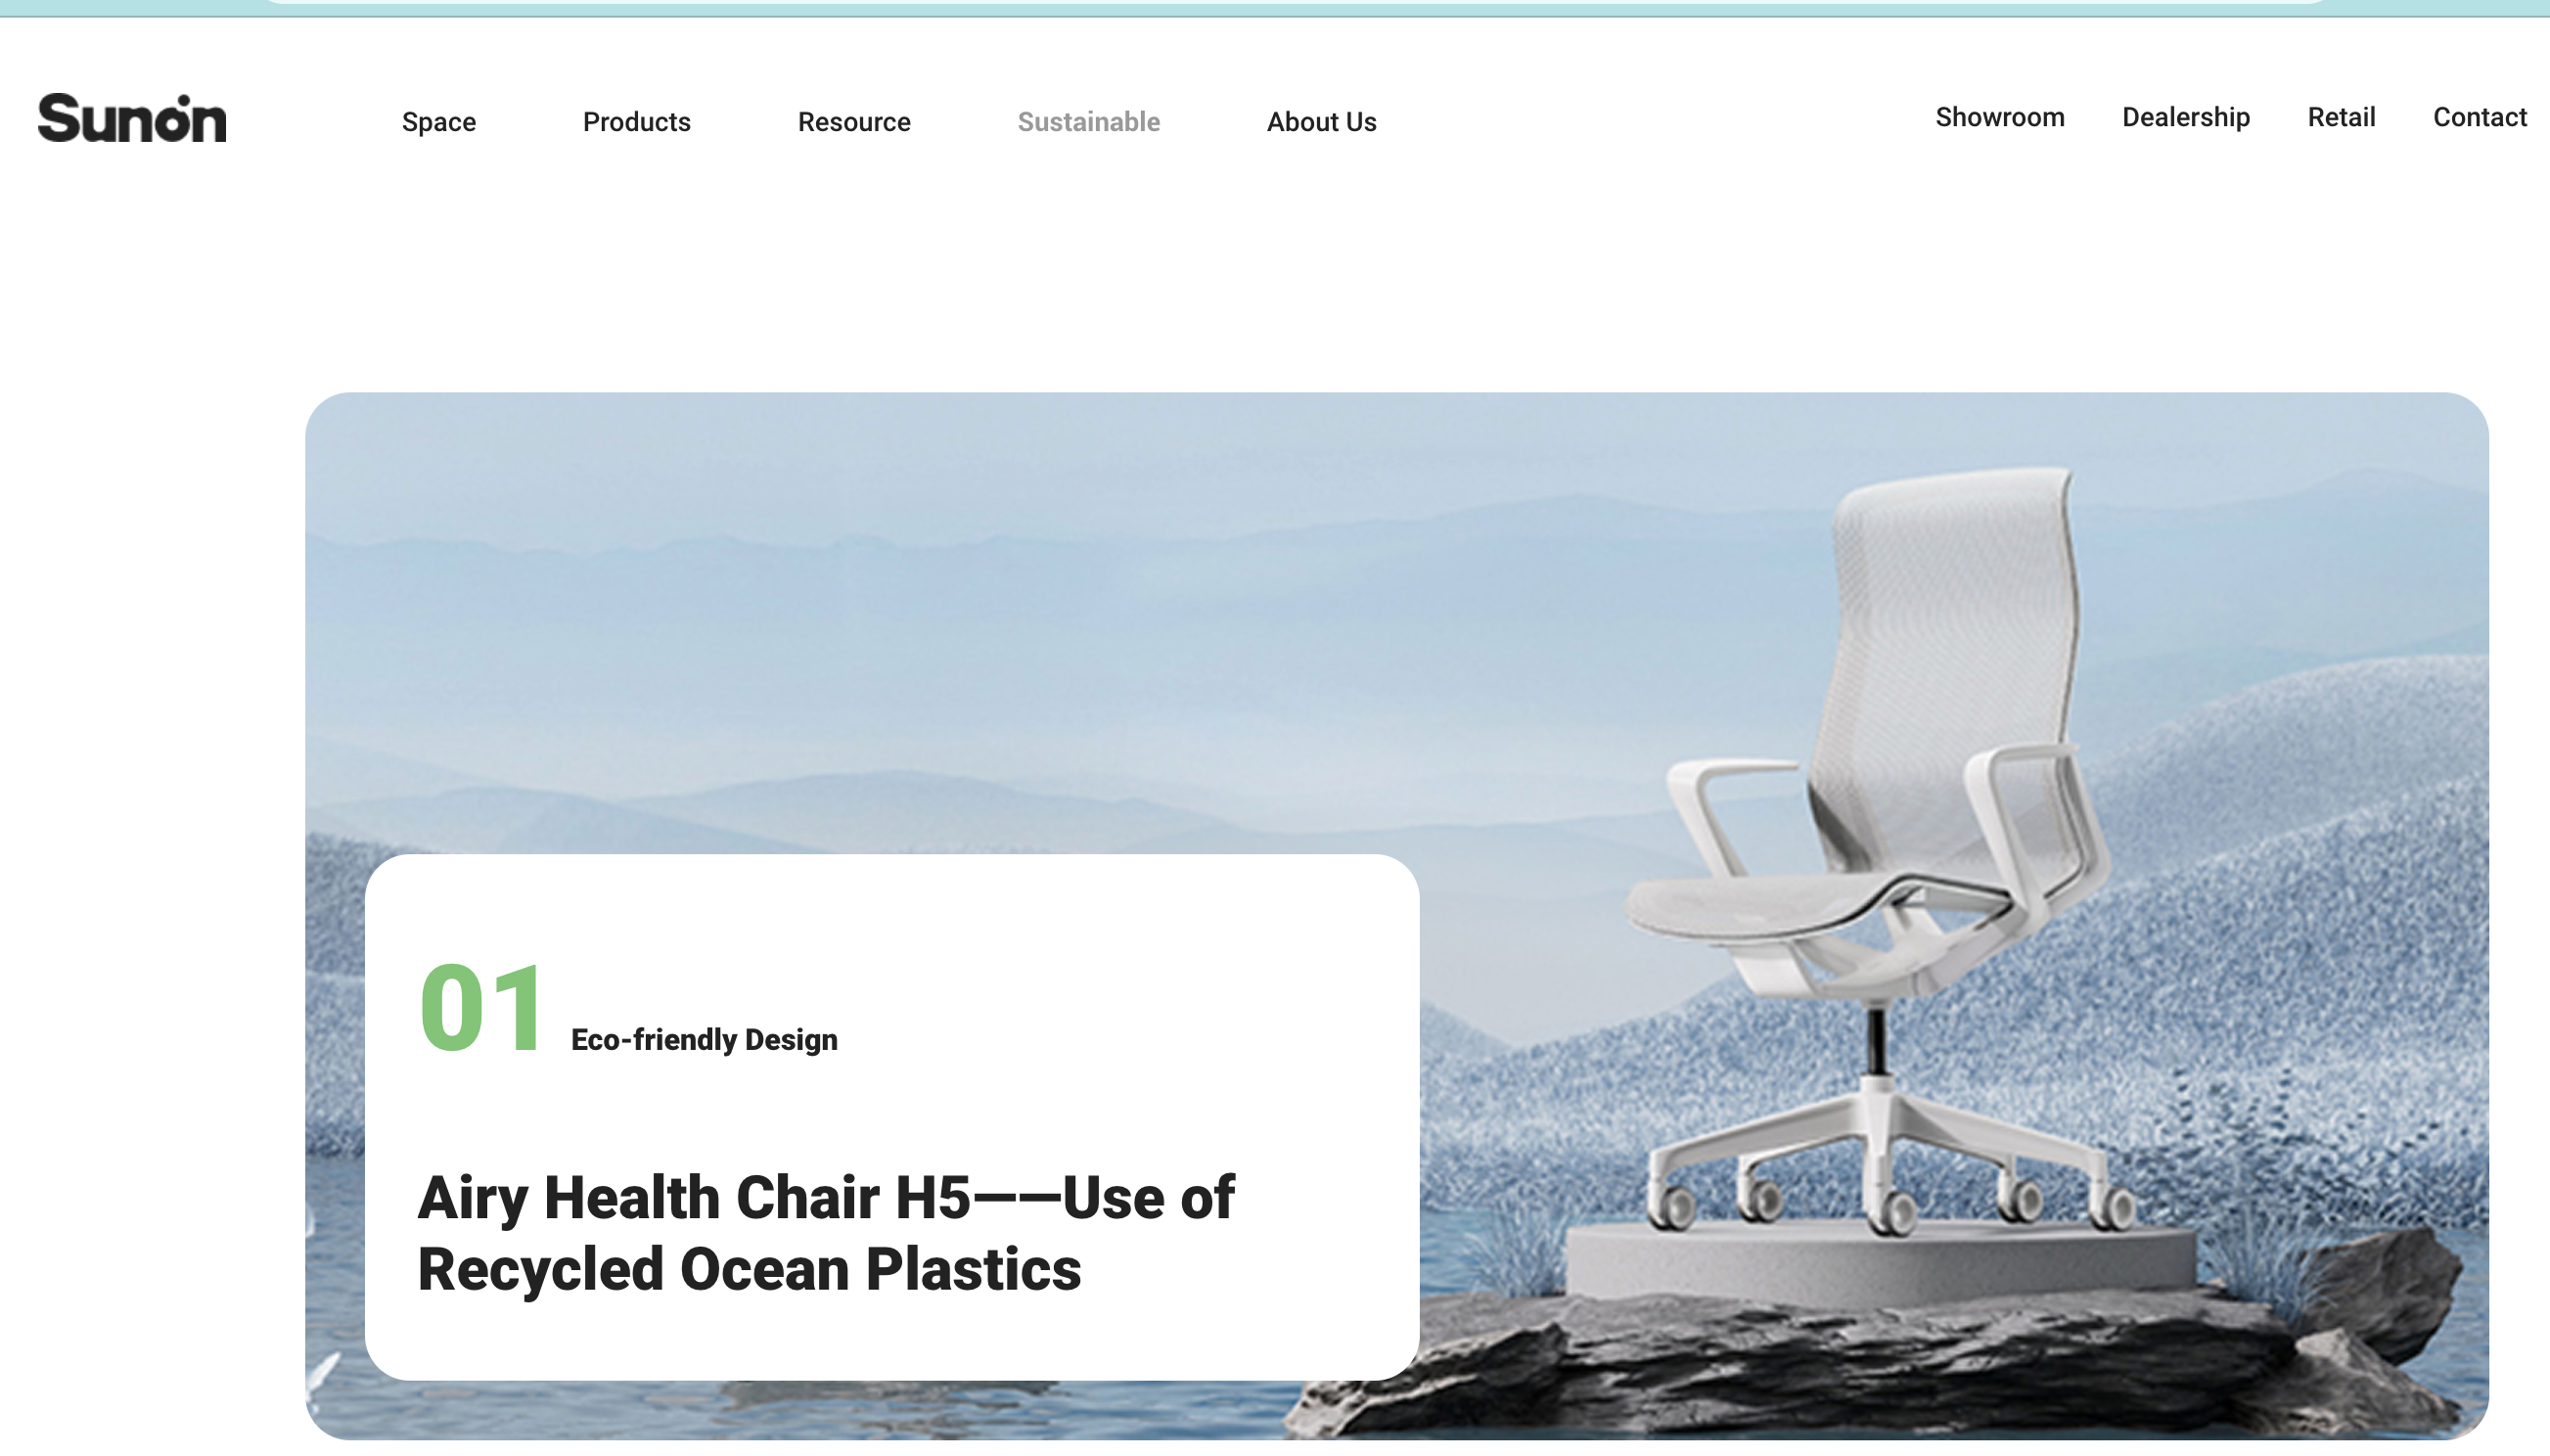 Sunon
Space Products Resource Sustainable About Us Showroom Dealership Retail Contact
01 Eco-friendly Design
Airy Health Chair H5——Use of
Recycled Ocean Plastics